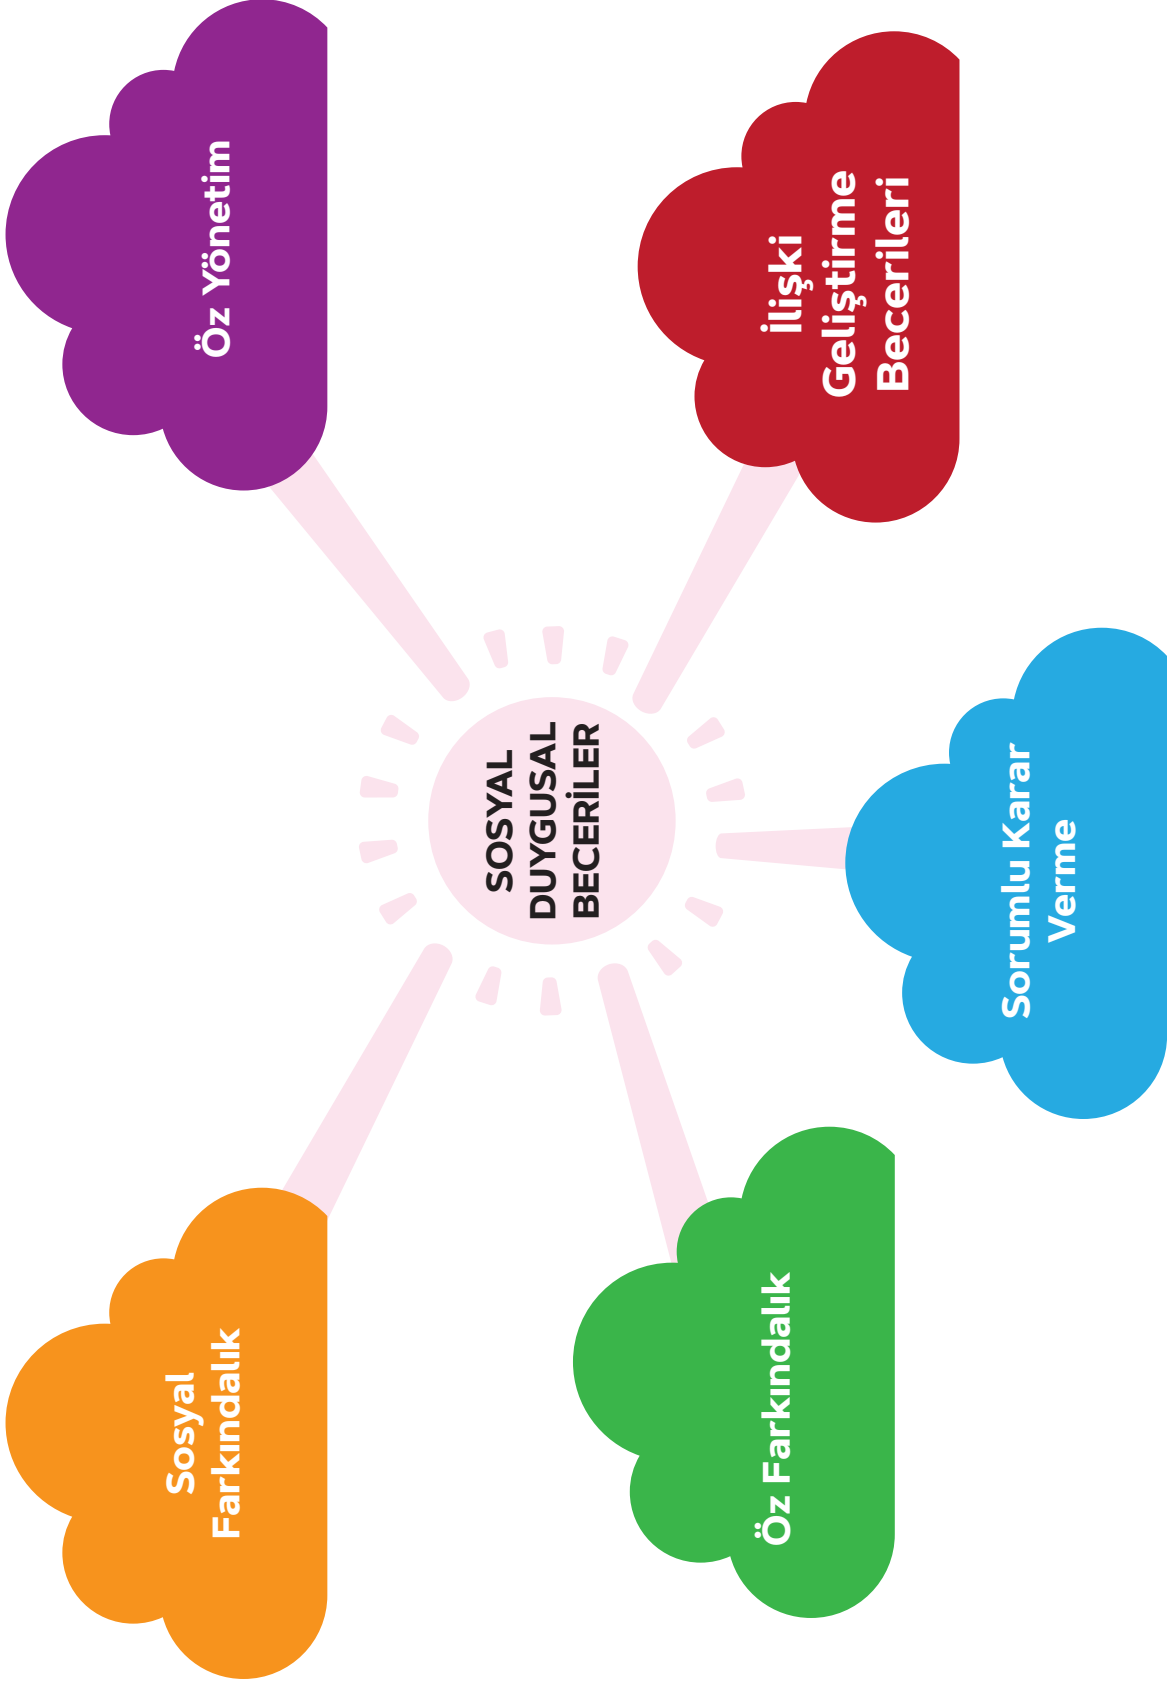 Sosyal
Farkındalık
Öz Yönetim
SOSYAL
DUYGUSAL
BECERİLER
Öz Farkındalık
İlişki
Geliştirme
Becerileri
Sorumlu Karar
Verme